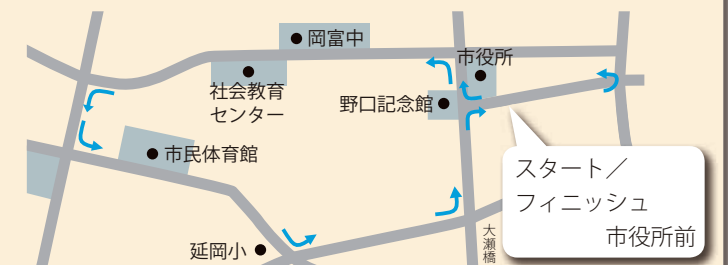 岡富中
市役所
社会教育
センター
野口記念館
市民体育館
スタート／
フィニッシュ
市役所前
大瀬橋
延岡小